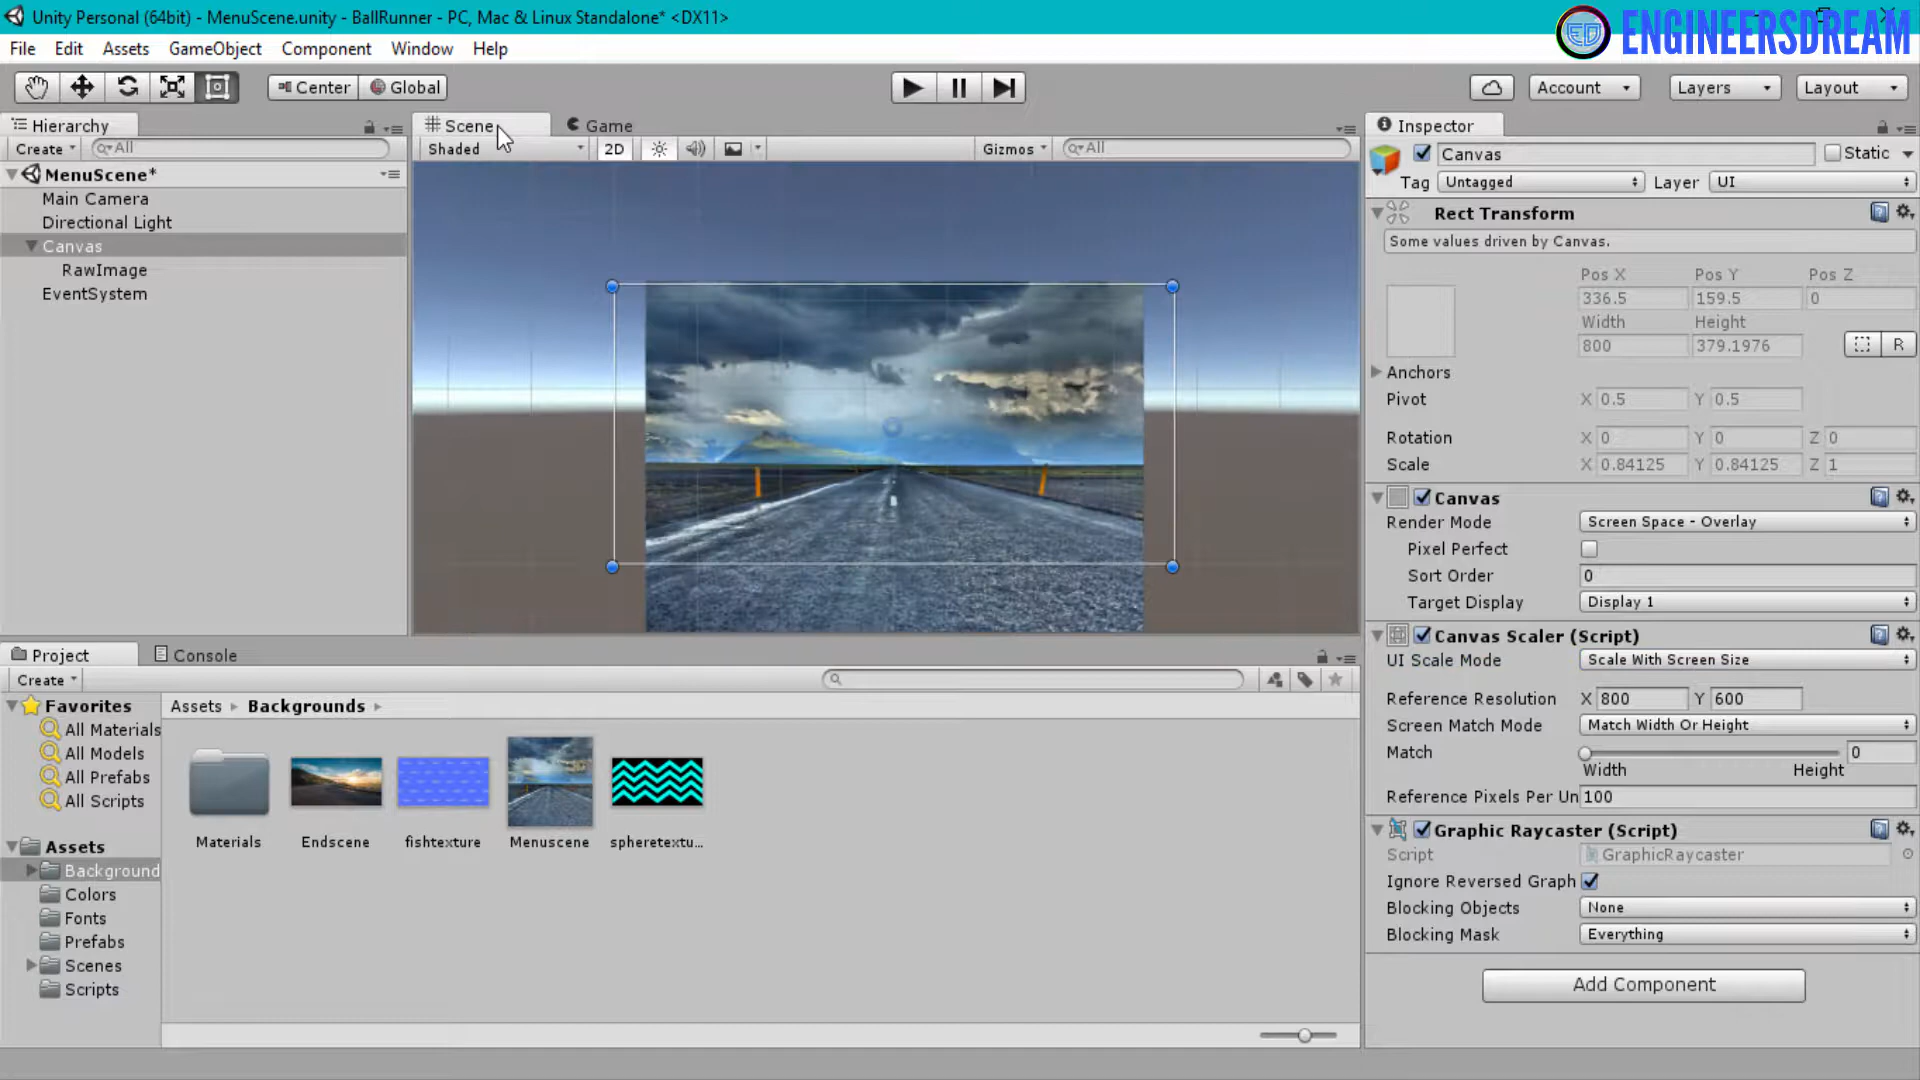 Unity Personal (64bit) - MenuScene.unity - BallRunner - PC, Mac & Linux Standalone* <DX11>
ED ENGINEERSDREAM
File Edit Assets GameObject Component Window Help
Center Global
Account Layers Layout
Hierarchy
Create All
MenuScene*
Main Camera
Directional Light
Canvas
RawImage
EventSystem
Scene Game
Shaded 2D Gizmos All
Inspector
Canvas Static
Tag Untagged Layer UI
Rect Transform
Some values driven by Canvas.
Pos X Pos Y Pos Z
336.5 159.5 0
Width Height
800 379.1976
R
Anchors
Pivot X 0.5 Y 0.5
Rotation X 0 Y 0 Z 0
Scale X 0.84125 Y 0.84125 Z 1
Canvas
Render Mode Screen Space - Overlay
Pixel Perfect
Sort Order 0
Target Display Display 1
Canvas Scaler (Script)
UI Scale Mode Scale With Screen Size
Reference Resolution X 800 Y 600
Screen Match Mode Match Width Or Height
Match 0
Width Height
Reference Pixels Per Un 100
Graphic Raycaster (Script)
Script GraphicRaycaster
Ignore Reversed Graph
Blocking Objects None
Blocking Mask Everything
Add Component
Project Console
Create
Favorites
All Materials
All Models
All Prefabs
All Scripts
Assets
Background
Colors
Fonts
Prefabs
Scenes
Scripts
Assets Backgrounds
Materials Endscene fishtexture Menuscene spheretextu...